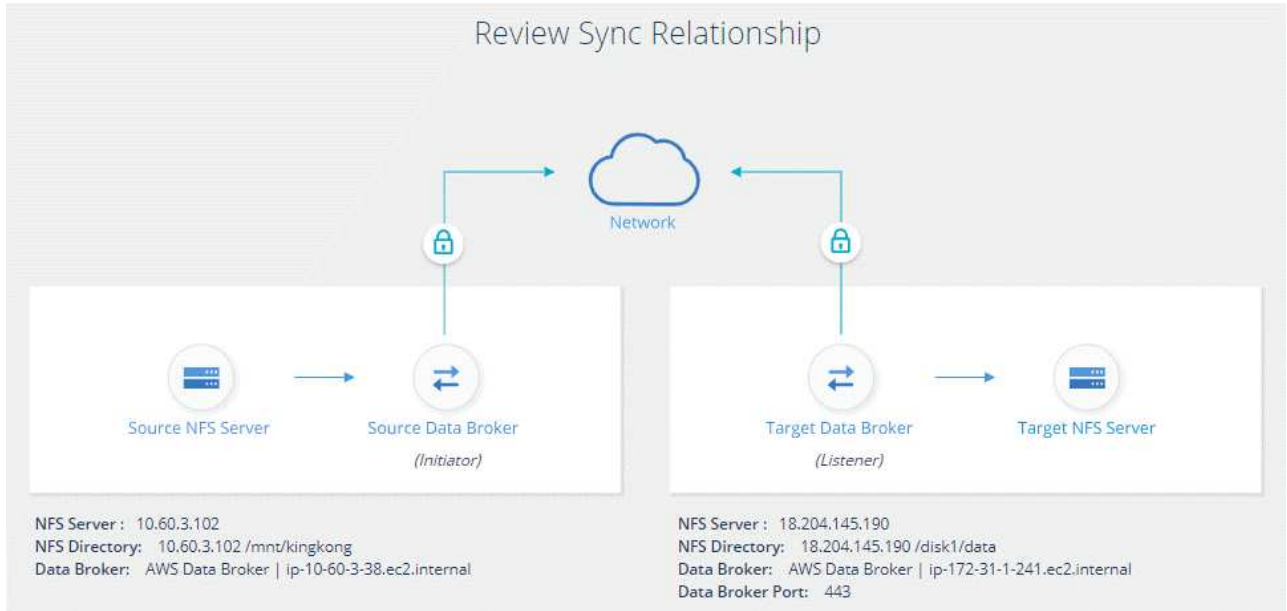 Review Sync Relationship
Network
Source NFS Server
Source Data Broker
(Initiator)
Target Data Broker
(Listener)
Target NFS Server
NFS Server : 10.60.3.102
NFS Directory: 10.60.3.102 /mnt/kingkong
Data Broker: AWS Data Broker | ip-10-60-3-38.ec2.internal
NFS Server : 18.204.145.190
NFS Directory: 18.204.145.190 /disk1/data
Data Broker: AWS Data Broker | ip-172-31-1-241.ec2.internal
Data Broker Port: 443